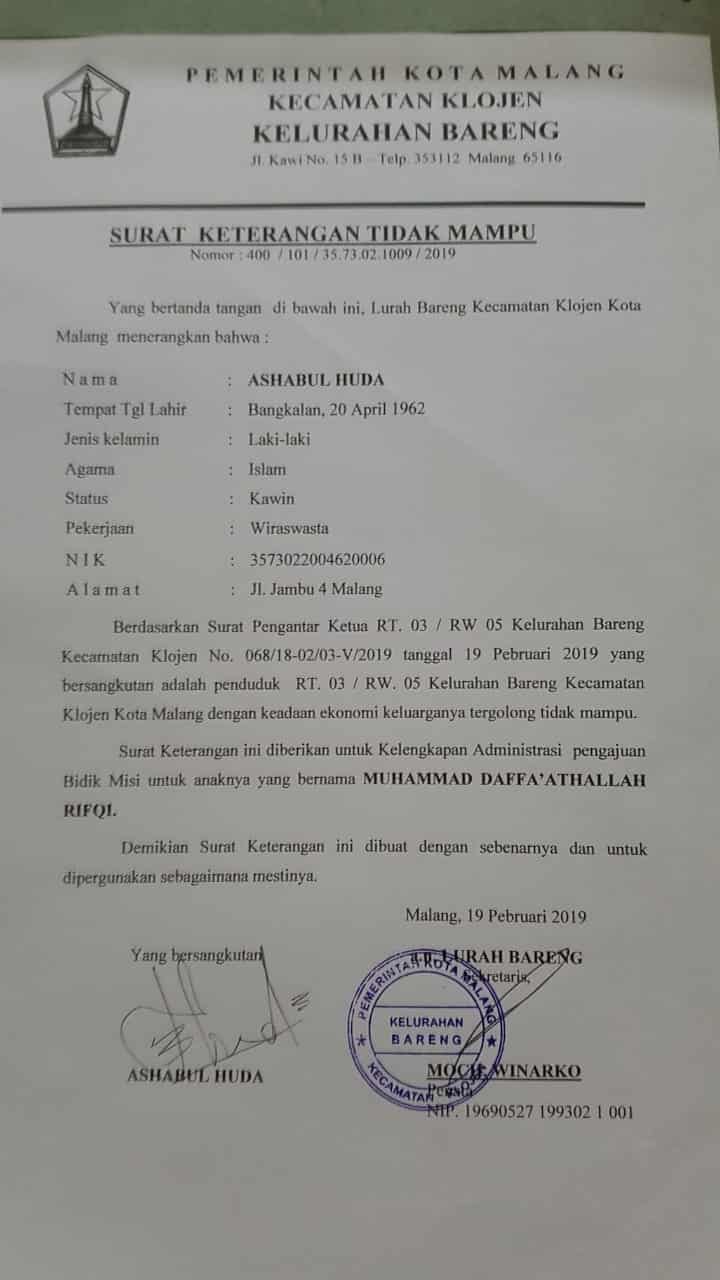 PEMERINTAH KOTA MALANG
KECAMATAN KLOJEN
KELURAHAN BARENG
Jl. Kawi No. 15 B – Telp. 353112 Malang 65116
SURAT KETERANGAN TIDAK MAMPU
Nomor : 400 / 101 / 35.73.02.1009 / 2019
Yang bertanda tangan di bawah ini, Lurah Bareng Kecamatan Klojen Kota
Malang menerangkan bahwa :
Nama : ASHABUL HUDA
Tempat Tgl Lahir : Bangkalan, 20 April 1962
Jenis kelamin : Laki-laki
Agama : Islam
Status : Kawin
Pekerjaan : Wiraswasta
NIK : 3573022004620006
Alamat : Jl. Jambu 4 Malang
Berdasarkan Surat Pengantar Ketua RT. 03 / RW 05 Kelurahan Bareng
Kecamatan Klojen No. 068/18-02/03-V/2019 tanggal 19 Pebruari 2019 yang
bersangkutan adalah penduduk RT. 03 / RW. 05 Kelurahan Bareng Kecamatan
Klojen Kota Malang dengan keadaan ekonomi keluarganya tergolong tidak mampu.
Surat Keterangan ini diberikan untuk Kelengkapan Administrasi pengajuan
Bidik Misi untuk anaknya yang bernama MUHAMMAD DAFFA'ATHALLAH
RIFQI.
Demikian Surat Keterangan ini dibuat dengan sebenarnya dan untuk
dipergunakan sebagaimana mestinya.
Malang, 19 Pebruari 2019
Yang bersangkutan
a.n. LURAH BARENG
Sekretaris,
PEMERINTAH KOTA MALANG
KELURAHAN
BARENG
KECAMATAN KLOJEN
ASHABUL HUDA
MOCH. WINARKO
NIP. 19690527 199302 1 001